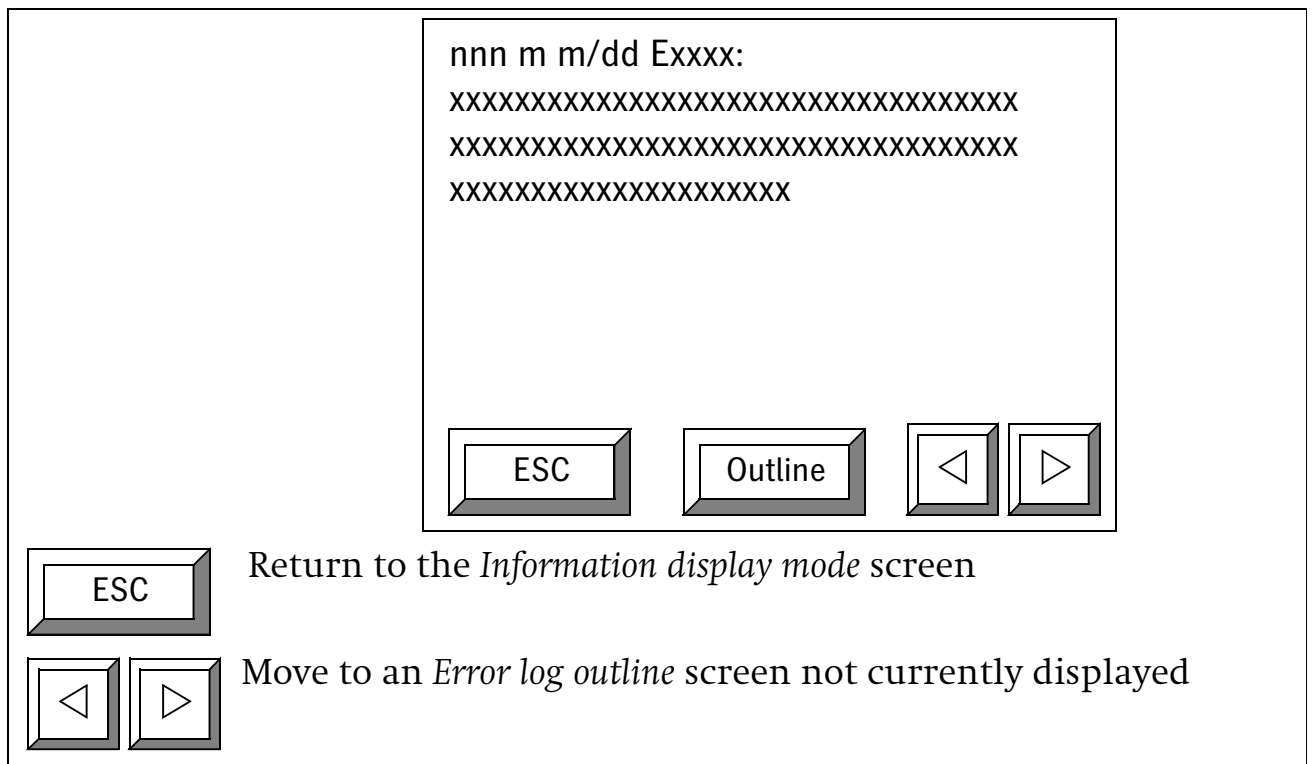 nnn m m/dd Exxxx:
xxxxxxxxxxxxxxxxxxxxxxxxxxxxxxxxxxx
xxxxxxxxxxxxxxxxxxxxxxxxxxxxxxxxxxx
xxxxxxxxxxxxxxxxxxxxx
ESC Outline ◁ ▷
ESC Return to the Information display mode screen
◁ ▷ Move to an Error log outline screen not currently displayed